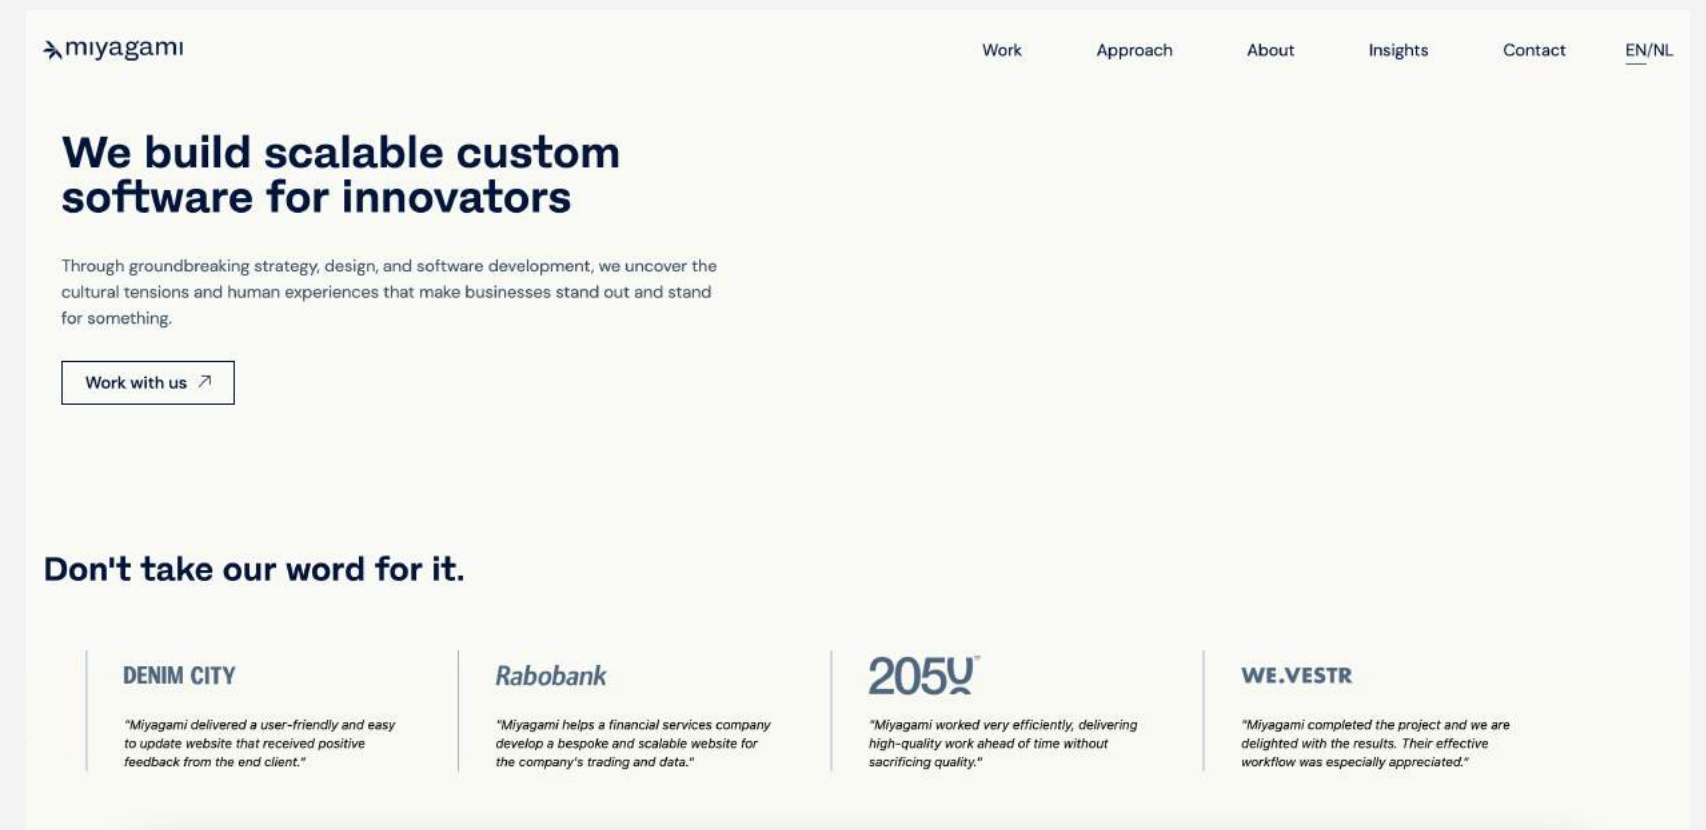 mıyagamı
Work
Approach
About
Insights
Contact
EN/NL
We build scalable custom
software for innovators
Through groundbreaking strategy, design, and software development, we uncover the
cultural tensions and human experiences that make businesses stand out and stand
for something.
Work with us
Don't take our word for it.
DENIM CITY
"Miyagami delivered a user-friendly and easy
to update website that received positive
feedback from the end client."
Rabobank
"Miyagami helps a financial services company
develop a bespoke and scalable website for
the company's trading and data."
2050
"Miyagami worked very efficiently, delivering
high-quality work ahead of time without
sacrificing quality."
WE.VESTR
"Miyagami completed the project and we are
delighted with the results. Their effective
workflow was especially appreciated."